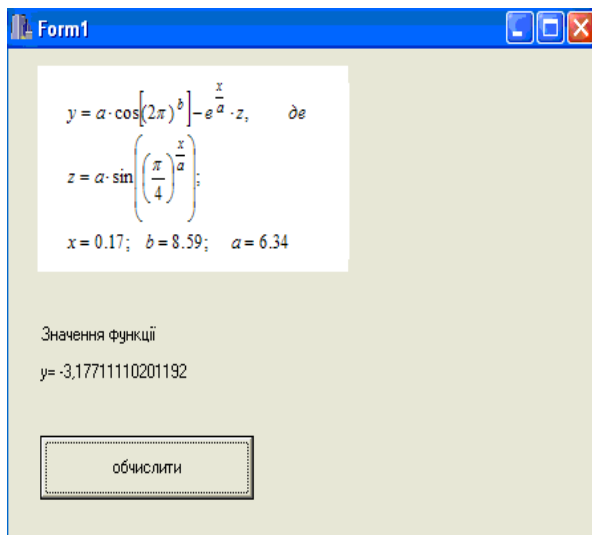 Form1
y = a · cos[(2π)^b] − e^(x/a) · z, де
z = a · sin((π/4)^(x/a));
x = 0.17; b = 8.59; a = 6.34
Значення функції
y= -3,17711110201192
обчислити